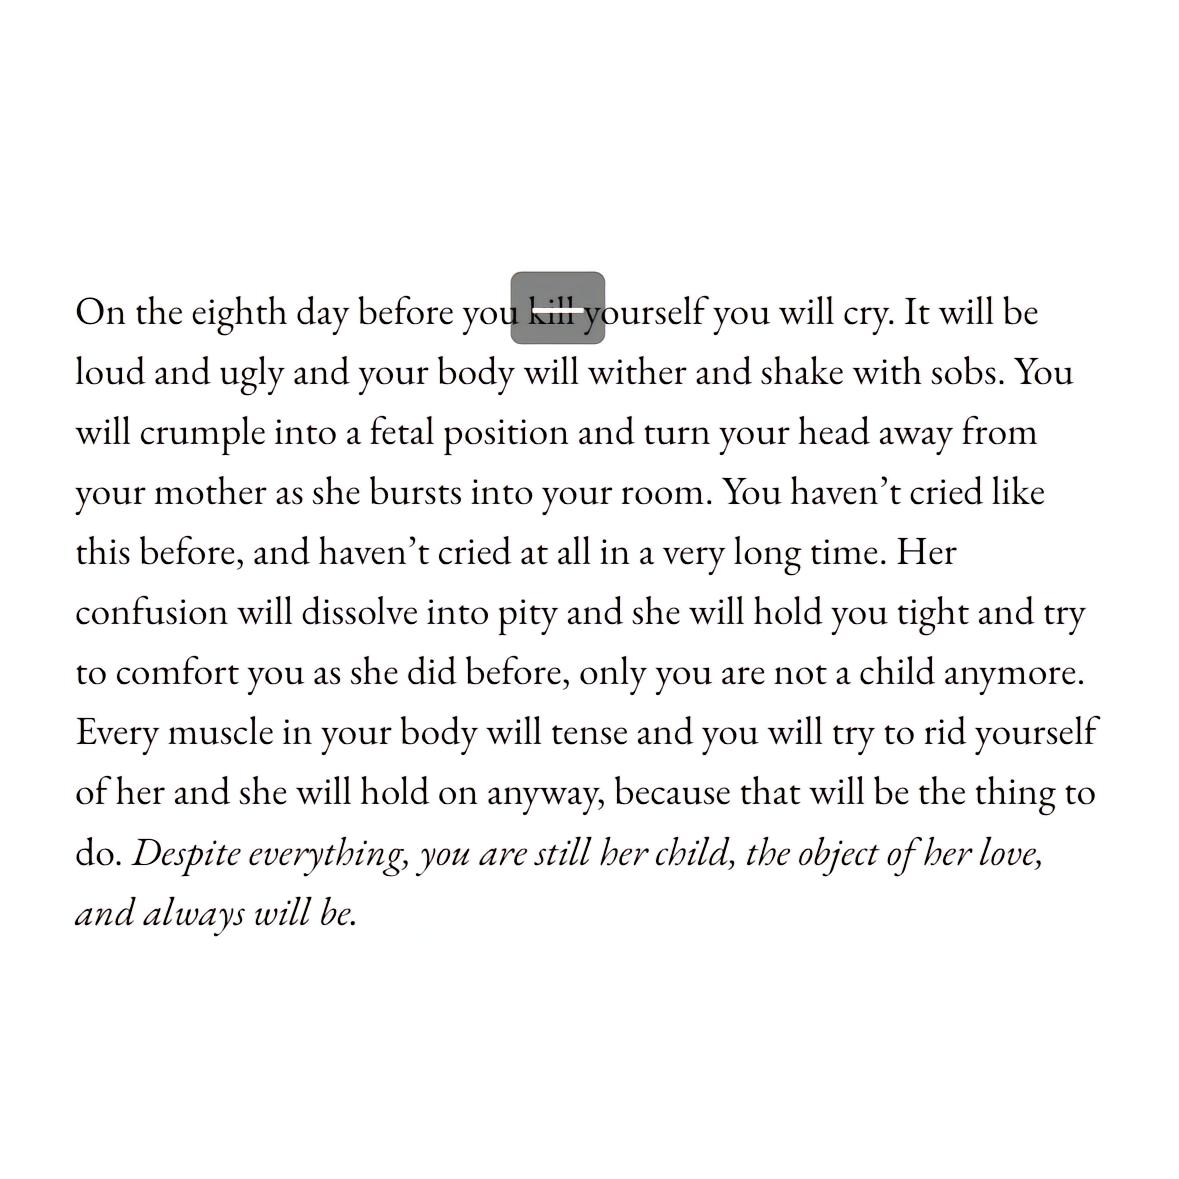 On the eighth day before you kill yourself you will cry. It will be
loud and ugly and your body will wither and shake with sobs. You
will crumple into a fetal position and turn your head away from
your mother as she bursts into your room. You haven’t cried like
this before, and haven’t cried at all in a very long time. Her
confusion will dissolve into pity and she will hold you tight and try
to comfort you as she did before, only you are not a child anymore.
Every muscle in your body will tense and you will try to rid yourself
of her and she will hold on anyway, because that will be the thing to
do. Despite everything, you are still her child, the object of her love,
and always will be.